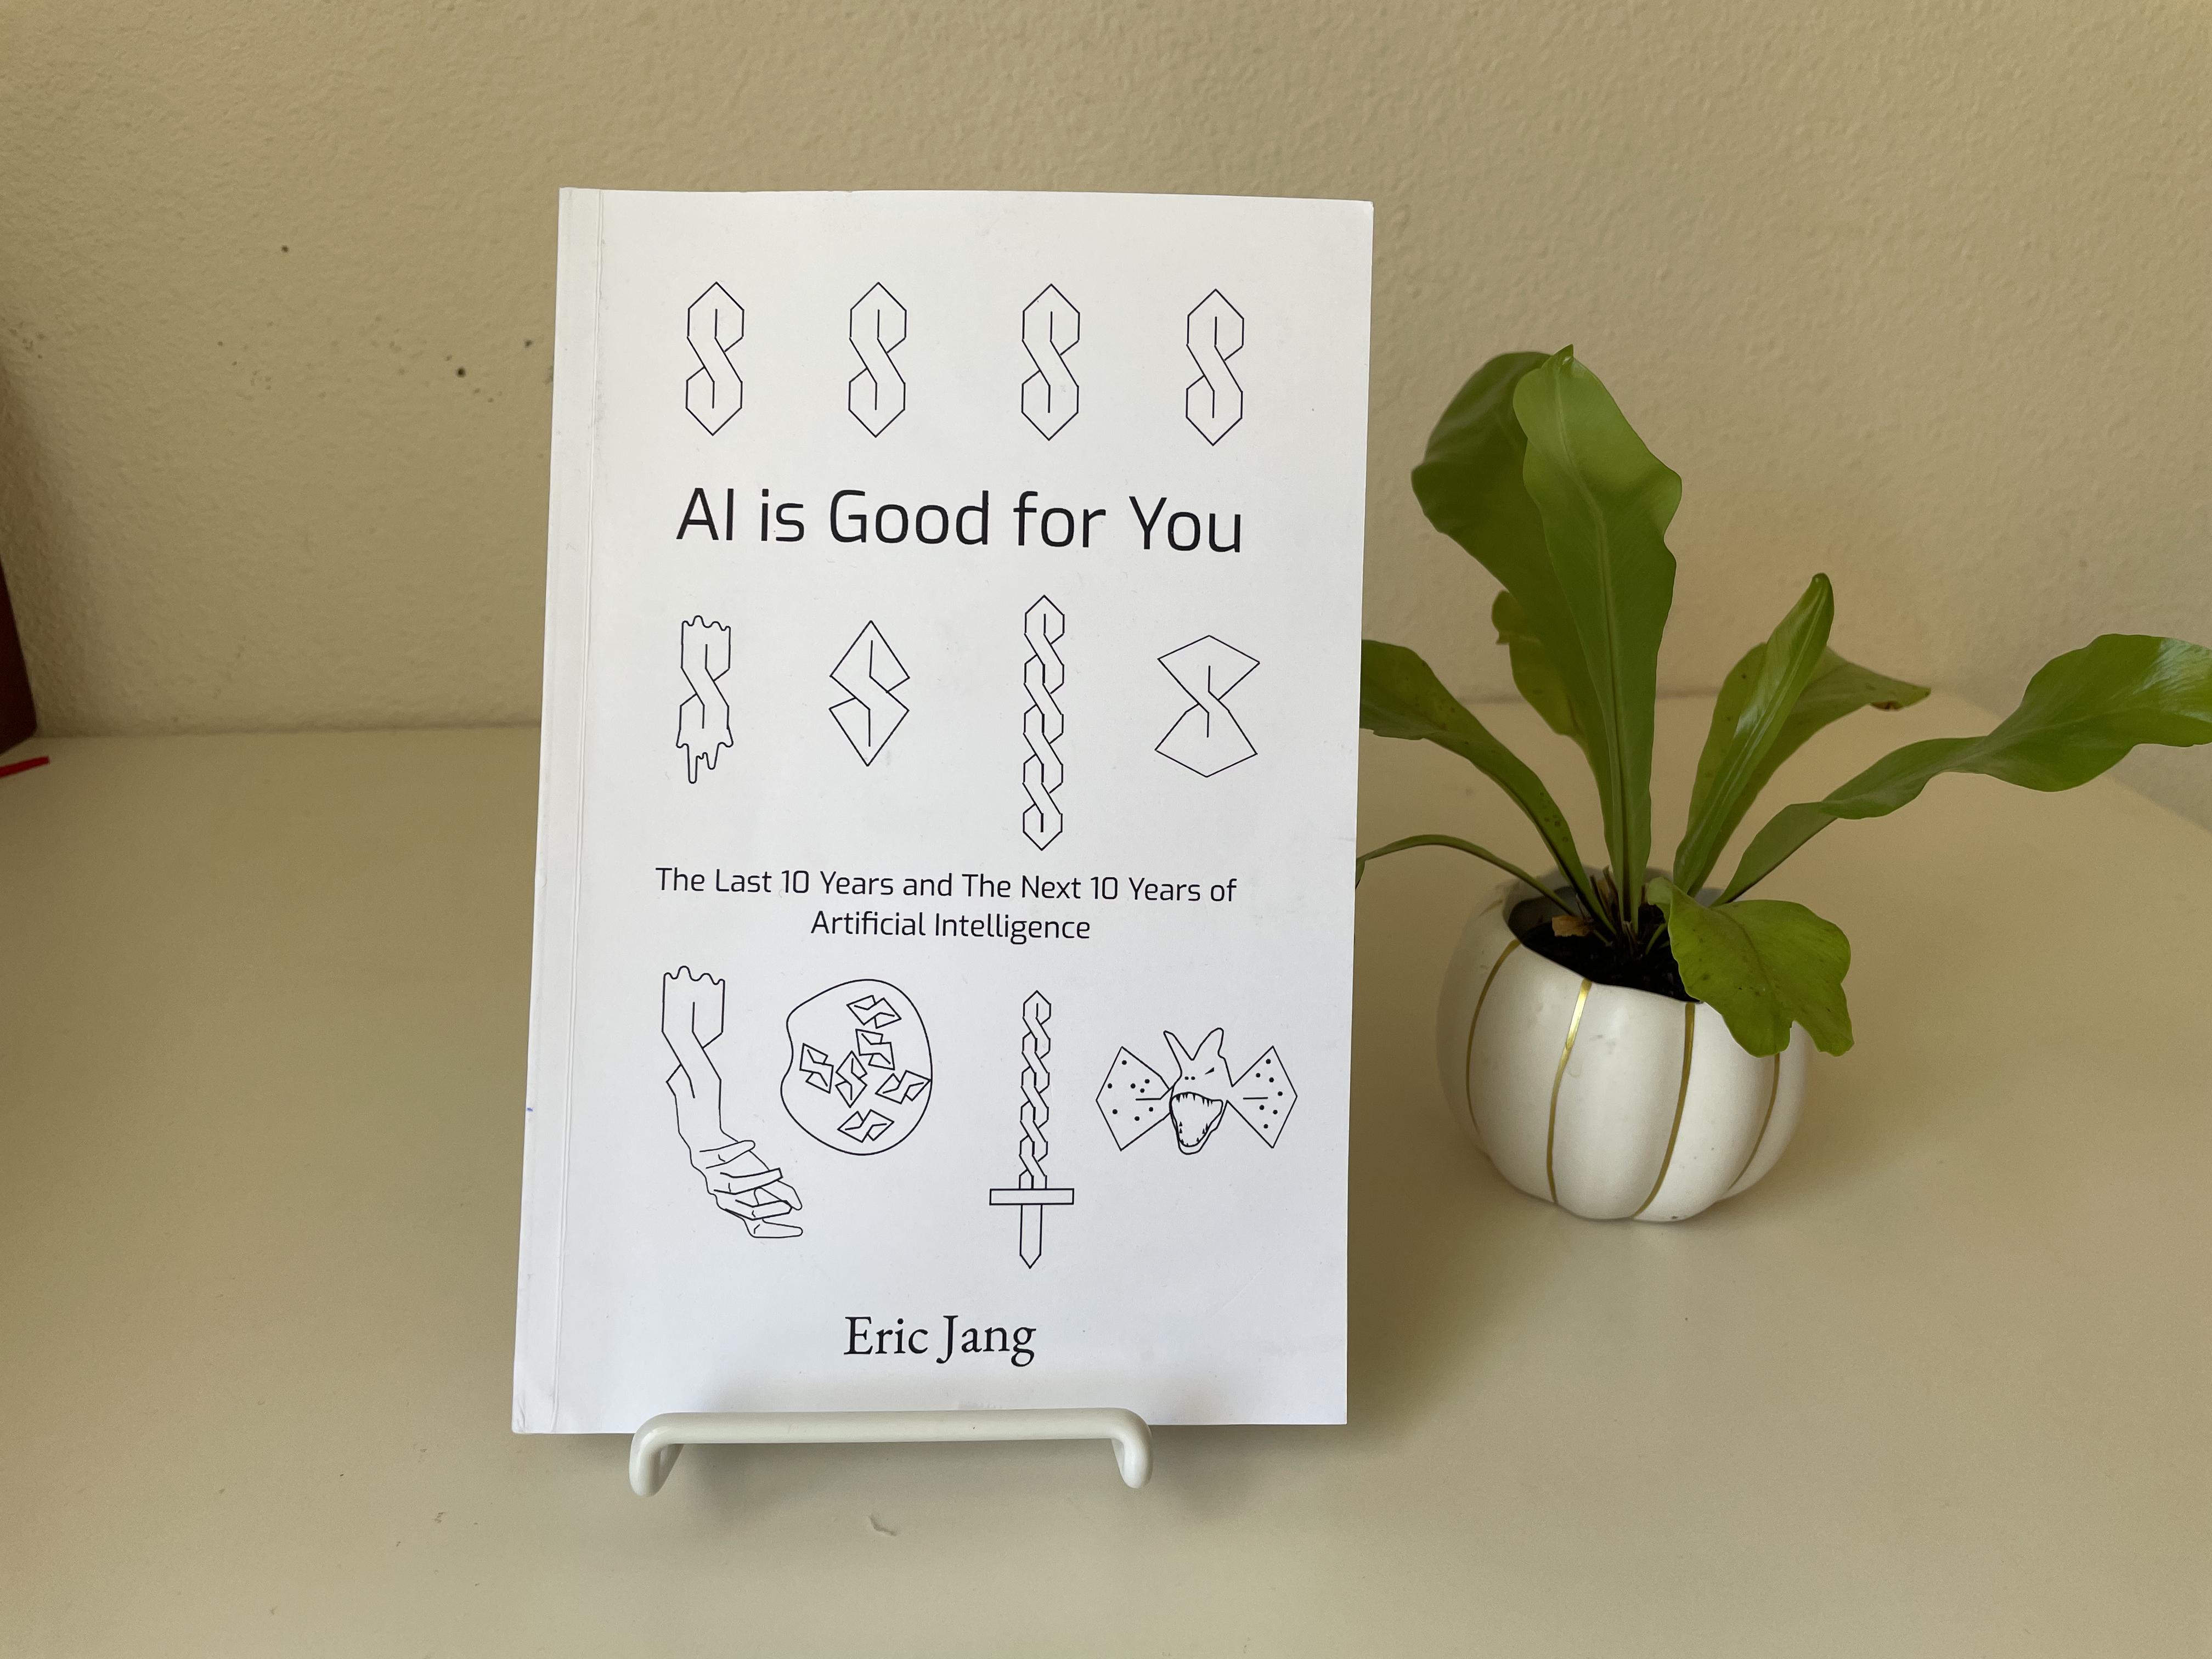 AI is Good for You
The Last 10 Years and The Next 10 Years of
Artificial Intelligence
Eric Jang